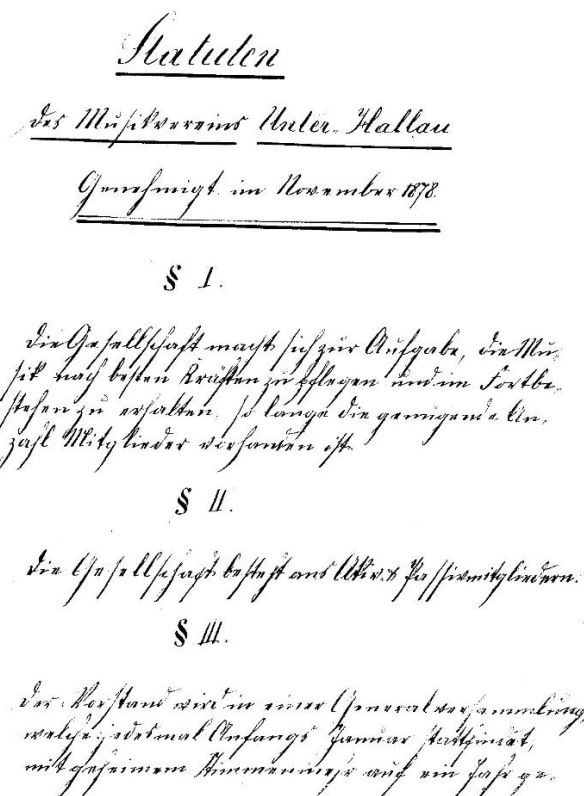 Statuten
des Musikvereins Unter-Hallau
Genehmigt im November 1878.
§ I.
Die Gesellschaft macht sich zur Aufgabe, die Mu-
sik nach besten Kräften zu pflegen und im Fortbe-
stehen zu erhalten, so lange die genügende An-
zahl Mitglieder vorhanden ist.
§ II.
Die Gesellschaft besteht aus Aktiv- & Passivmitgliedern.
§ III.
Der Vorstand wird in einer Generalversammlung,
welche jedesmal Anfangs Januar stattfindet,
mit geheimem Stimmenmehr auf ein Jahr ge-